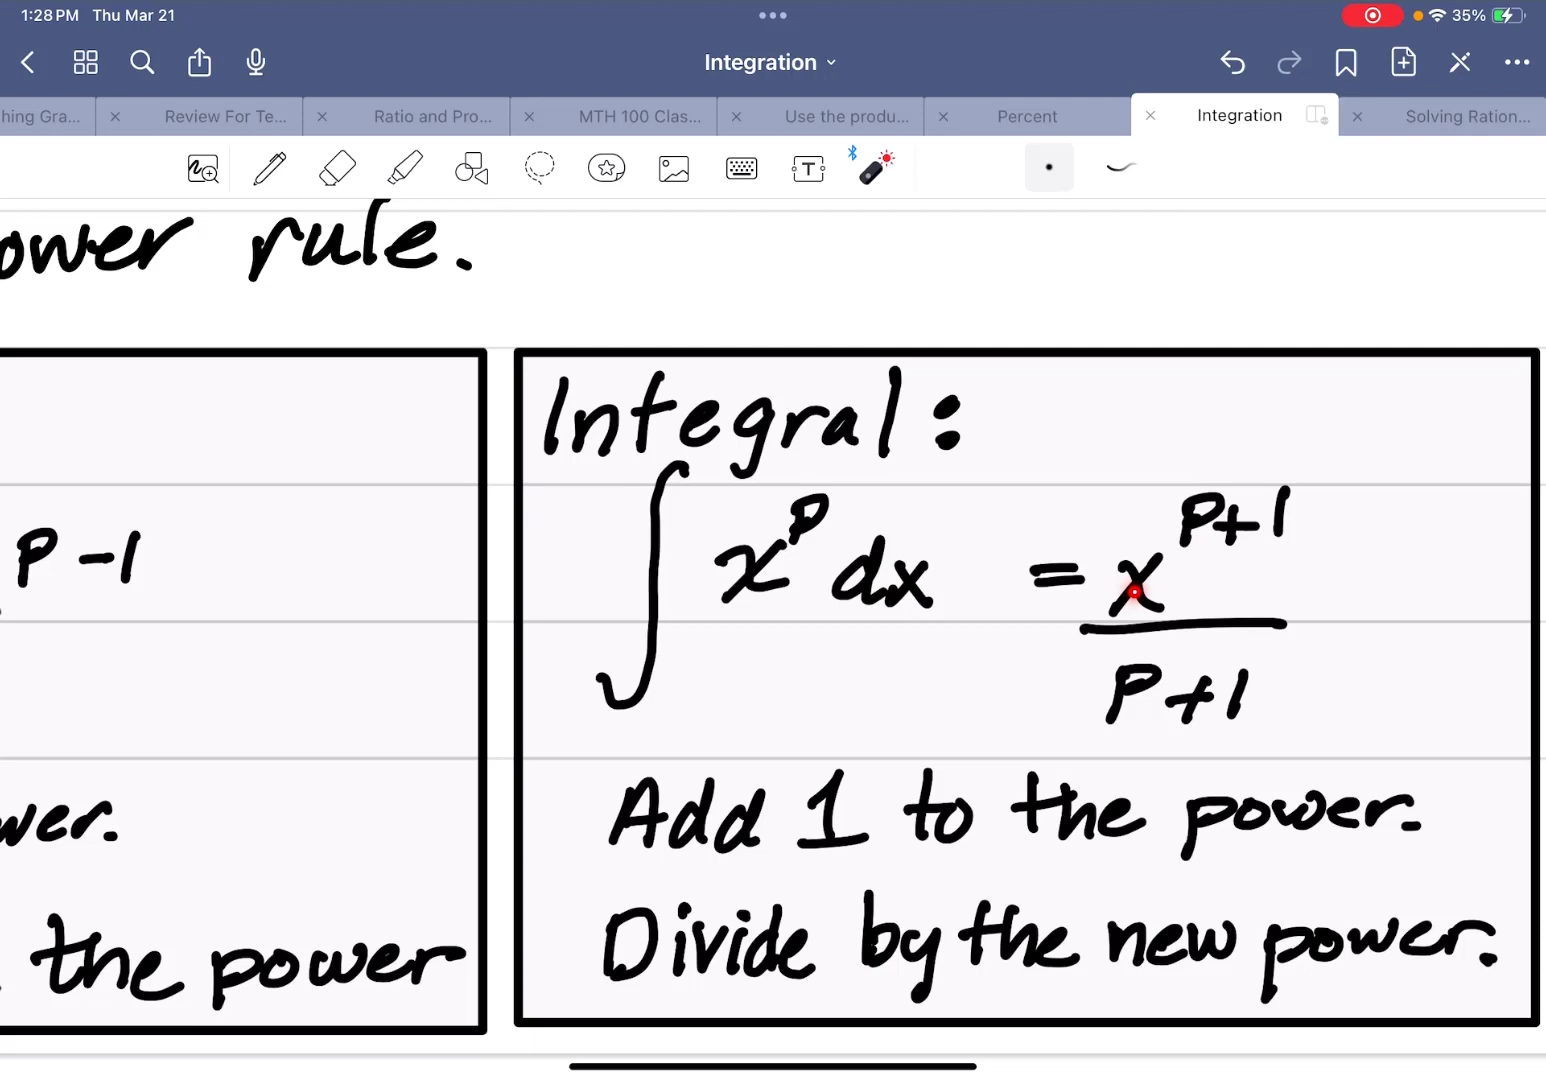 1:28 PM Thu Mar 21
35%
Integration
hing Gra...
Review For Te...
Ratio and Pro...
MTH 100 Clas...
Use the produ...
Percent
Integration
Solving Ration...
T
ower rule.
P-1
wer.
the power
Integral:
∫ x^p dx = x^{P+1}
P+1
Add 1 to the power.
Divide by the new power.